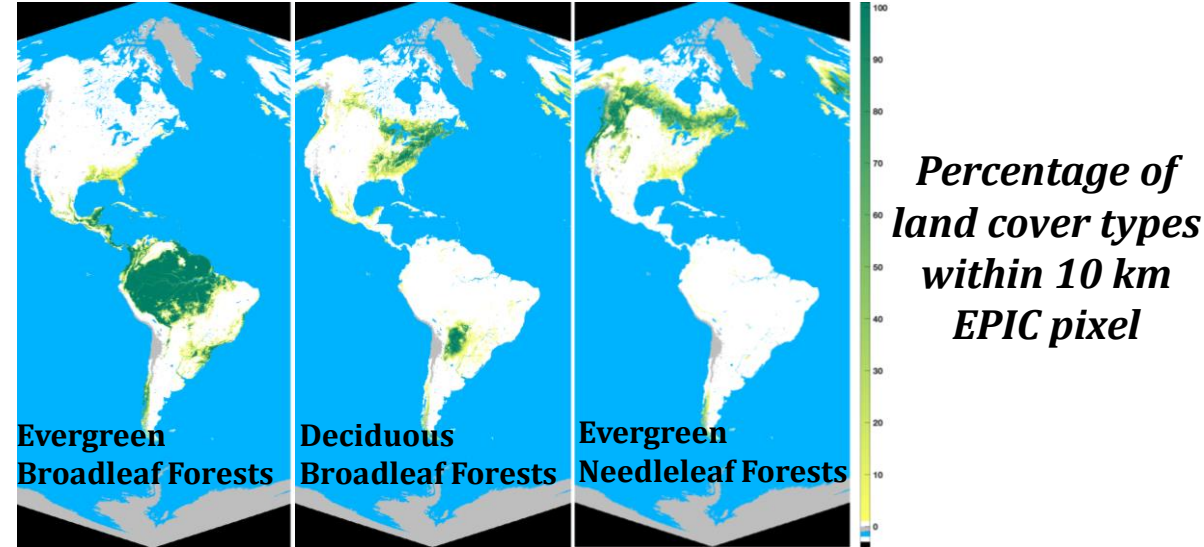 Evergreen
Broadleaf Forests
Deciduous
Broadleaf Forests
Evergreen
Needleleaf Forests
100
90
80
70
60
50
40
30
20
10
0
Percentage of
land cover types
within 10 km
EPIC pixel